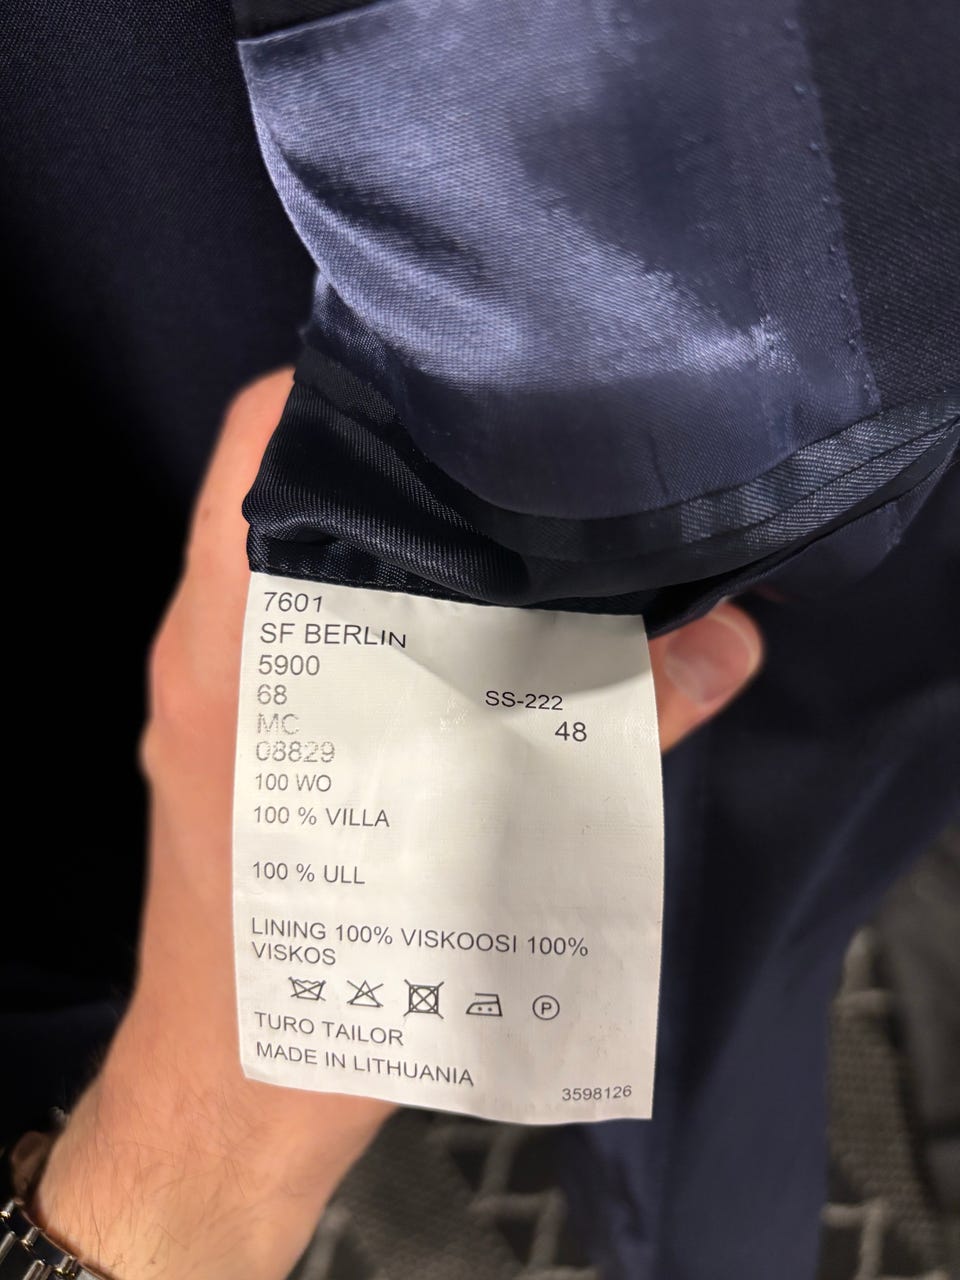 7601
SF BERLIN
5900
68
SS-222
MC
48
08829
100 WO
100 % VILLA
100 % ULL
LINING 100% VISKOOSI 100%
VISKOS
P
TURO TAILOR
MADE IN LITHUANIA
3598126